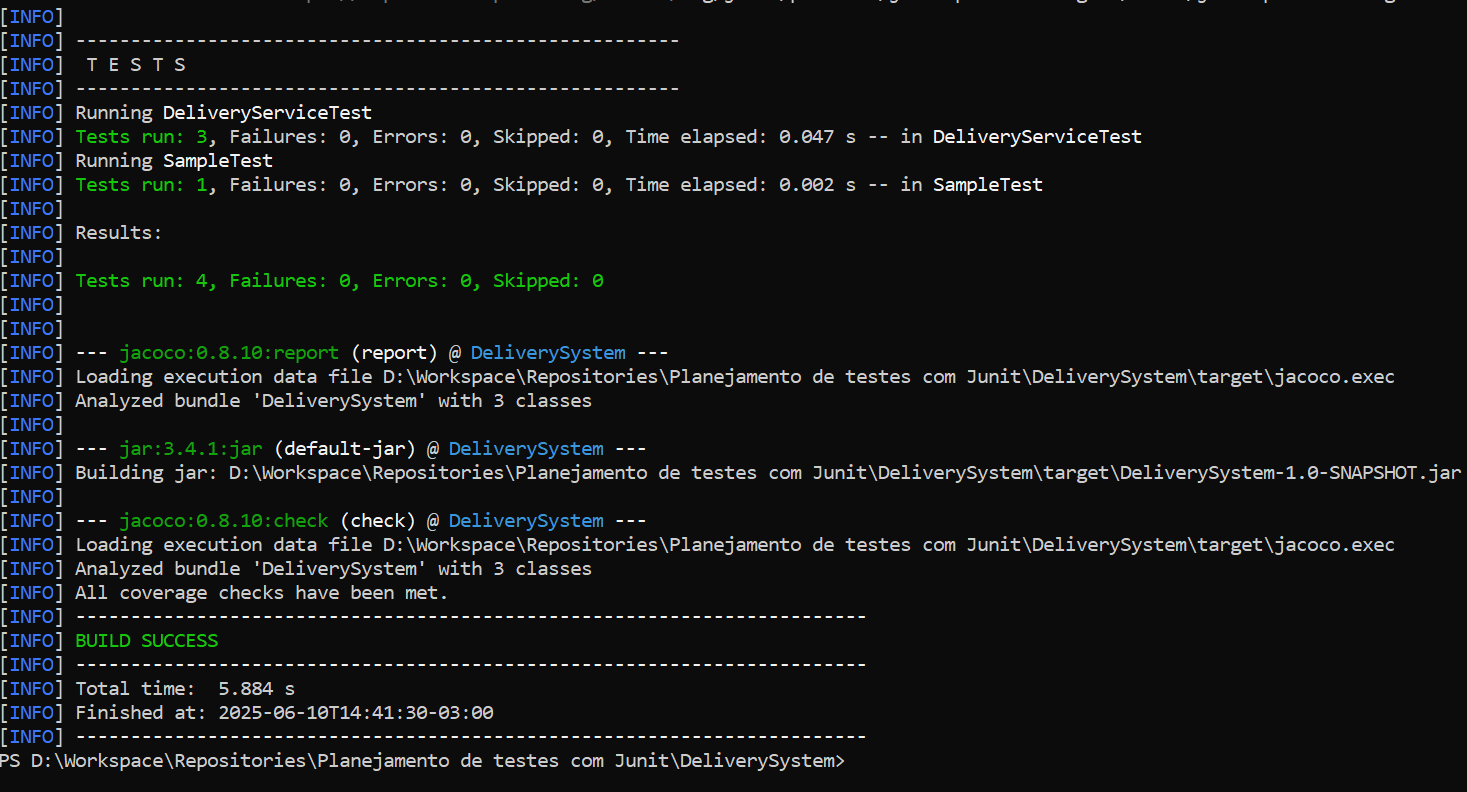 [INFO]
[INFO] -------------------------------------------------------
[INFO]  T E S T S
[INFO] -------------------------------------------------------
[INFO] Running DeliveryServiceTest
[INFO] Tests run: 3, Failures: 0, Errors: 0, Skipped: 0, Time elapsed: 0.047 s -- in DeliveryServiceTest
[INFO] Running SampleTest
[INFO] Tests run: 1, Failures: 0, Errors: 0, Skipped: 0, Time elapsed: 0.002 s -- in SampleTest
[INFO]
[INFO] Results:
[INFO]
[INFO] Tests run: 4, Failures: 0, Errors: 0, Skipped: 0
[INFO]
[INFO]
[INFO] --- jacoco:0.8.10:report (report) @ DeliverySystem ---
[INFO] Loading execution data file D:\Workspace\Repositories\Planejamento de testes com Junit\DeliverySystem\target\jacoco.exec
[INFO] Analyzed bundle 'DeliverySystem' with 3 classes
[INFO]
[INFO] --- jar:3.4.1:jar (default-jar) @ DeliverySystem ---
[INFO] Building jar: D:\Workspace\Repositories\Planejamento de testes com Junit\DeliverySystem\target\DeliverySystem-1.0-SNAPSHOT.jar
[INFO]
[INFO] --- jacoco:0.8.10:check (check) @ DeliverySystem ---
[INFO] Loading execution data file D:\Workspace\Repositories\Planejamento de testes com Junit\DeliverySystem\target\jacoco.exec
[INFO] Analyzed bundle 'DeliverySystem' with 3 classes
[INFO] All coverage checks have been met.
[INFO] ------------------------------------------------------------------------
[INFO] BUILD SUCCESS
[INFO] ------------------------------------------------------------------------
[INFO] Total time:  5.884 s
[INFO] Finished at: 2025-06-10T14:41:30-03:00
[INFO] ------------------------------------------------------------------------
PS D:\Workspace\Repositories\Planejamento de testes com Junit\DeliverySystem>